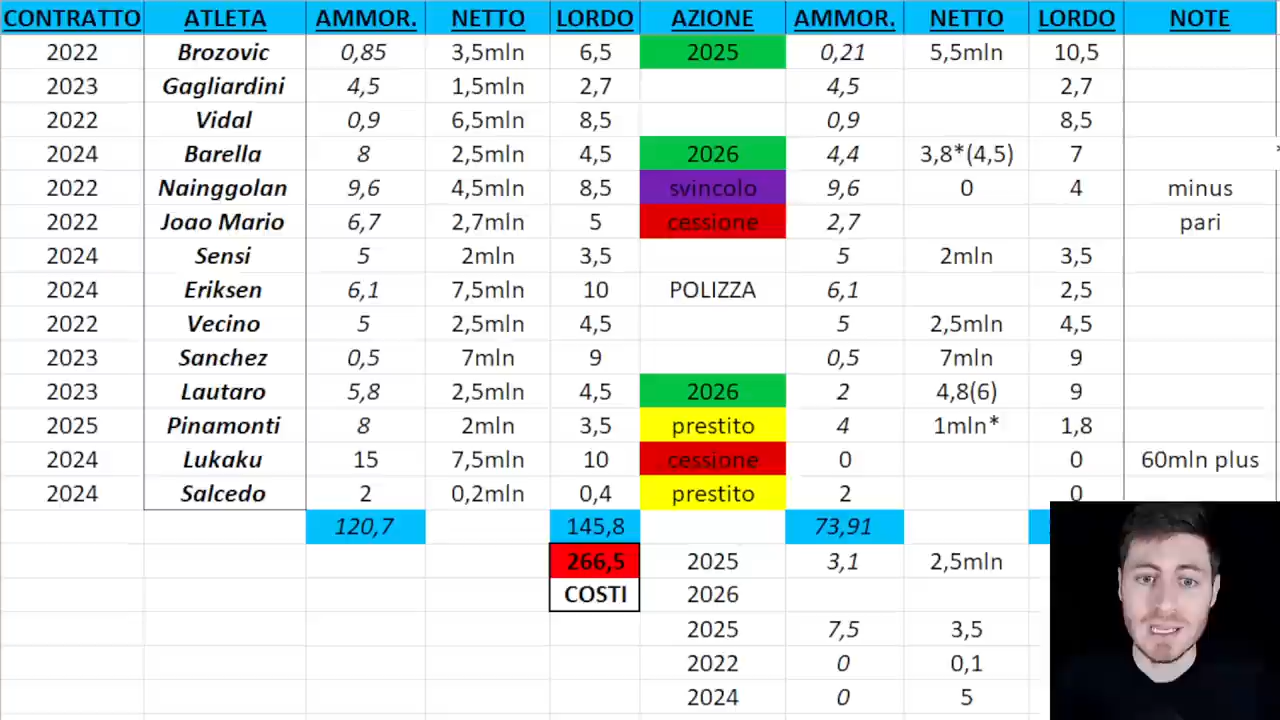 CONTRATTO ATLETA AMMOR. NETTO LORDO AZIONE AMMOR. NETTO LORDO NOTE
2022 Brozovic 0,85 3,5mln 6,5 2025 0,21 5,5mln 10,5
2023 Gagliardini 4,5 1,5mln 2,7 4,5 2,7
2022 Vidal 0,9 6,5mln 8,5 0,9 8,5
2024 Barella 8 2,5mln 4,5 2026 4,4 3,8*(4,5) 7 *
2022 Nainggolan 9,6 4,5mln 8,5 svincolo 9,6 0 4 minus
2022 Joao Mario 6,7 2,7mln 5 cessione 2,7 pari
2024 Sensi 5 2mln 3,5 5 2mln 3,5
2024 Eriksen 6,1 7,5mln 10 POLIZZA 6,1 2,5
2022 Vecino 5 2,5mln 4,5 5 2,5mln 4,5
2023 Sanchez 0,5 7mln 9 0,5 7mln 9
2023 Lautaro 5,8 2,5mln 4,5 2026 2 4,8(6) 9
2025 Pinamonti 8 2mln 3,5 prestito 4 1mln* 1,8
2024 Lukaku 15 7,5mln 10 cessione 0 0 60mln plus
2024 Salcedo 2 0,2mln 0,4 prestito 2 0
120,7 145,8 73,91
266,5 2025 3,1 2,5mln
COSTI 2026
2025 7,5 3,5
2022 0 0,1
2024 0 5